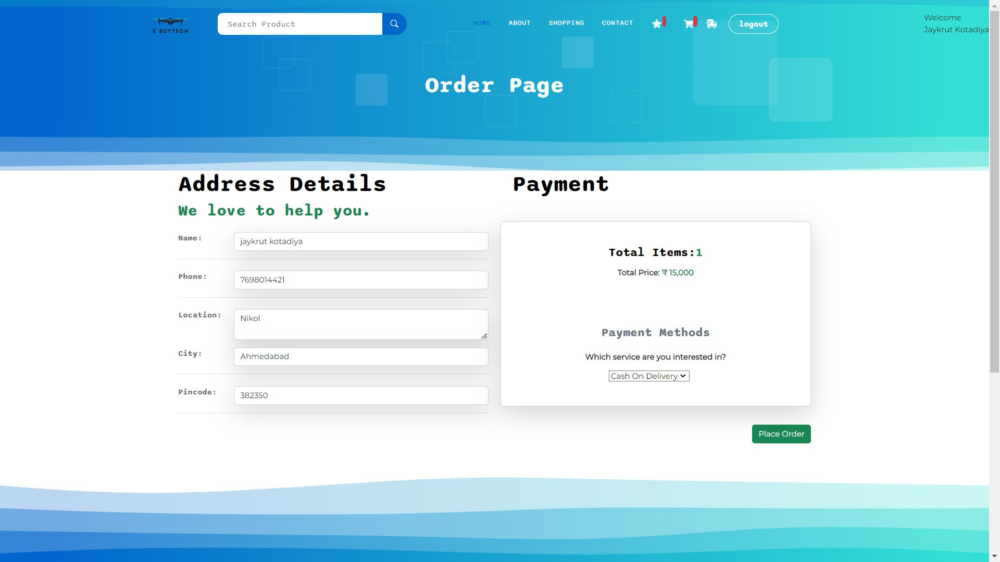 E BUYTECH
Search Product
HOME ABOUT SHOPPING CONTACT
logout
Welcome
Jaykrut Kotadiya
Order Page
Address Details
We love to help you.
Name: jaykrut kotadiya
Phone: 7698014421
Location: Nikol
City: Ahmedabad
Pincode: 382350
Payment
Total Items:1
Total Price: ₹ 15,000
Payment Methods
Which service are you interested in?
Cash On Delivery
Place Order